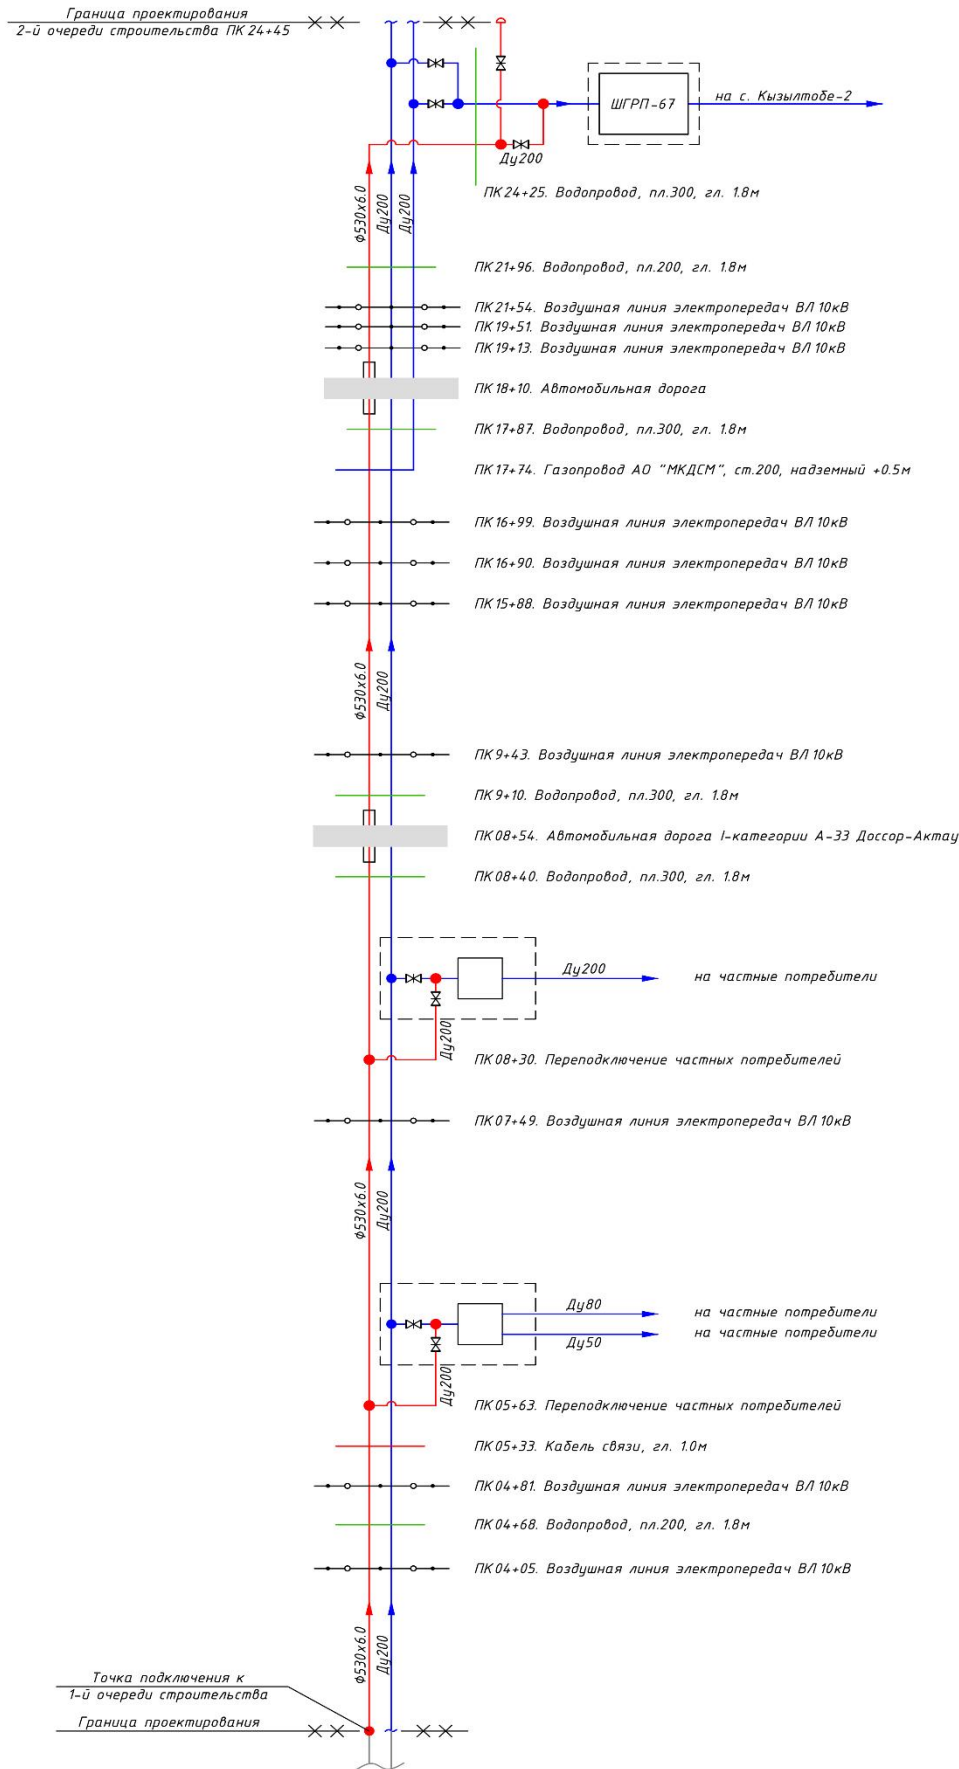 Граница проектирования
2-й очереди строительства ПК 24+45
ШГРП-67
на с. Кызылтобе-2
Ду200
ПК 24+25. Водопровод, пл.300, гл. 1.8м
Ф530х6.0
Ду200
Ду200
ПК 21+96. Водопровод, пл.200, гл. 1.8м
ПК 21+54. Воздушная линия электропередач ВЛ 10кВ
ПК 19+51. Воздушная линия электропередач ВЛ 10кВ
ПК 19+13. Воздушная линия электропередач ВЛ 10кВ
ПК 18+10. Автомобильная дорога
ПК 17+87. Водопровод, пл.300, гл. 1.8м
ПК 17+74. Газопровод АО "МКДСМ", ст.200, надземный +0.5м
ПК 16+99. Воздушная линия электропередач ВЛ 10кВ
ПК 16+90. Воздушная линия электропередач ВЛ 10кВ
ПК 15+88. Воздушная линия электропередач ВЛ 10кВ
Ф530х6.0
Ду200
ПК 9+43. Воздушная линия электропередач ВЛ 10кВ
ПК 9+10. Водопровод, пл.300, гл. 1.8м
ПК 08+54. Автомобильная дорога I-категории А-33 Доссор-Актау
ПК 08+40. Водопровод, пл.300, гл. 1.8м
Ду200
на частные потребители
Ду200
ПК 08+30. Переподключение частных потребителей
ПК 07+49. Воздушная линия электропередач ВЛ 10кВ
Ф530х6.0
Ду200
Ду80
на частные потребители
Ду50
на частные потребители
Ду200
ПК 05+63. Переподключение частных потребителей
ПК 05+33. Кабель связи, гл. 1.0м
ПК 04+81. Воздушная линия электропередач ВЛ 10кВ
ПК 04+68. Водопровод, пл.200, гл. 1.8м
ПК 04+05. Воздушная линия электропередач ВЛ 10кВ
Ф530х6.0
Ду200
Точка подключения к
1-й очереди строительства
Граница проектирования